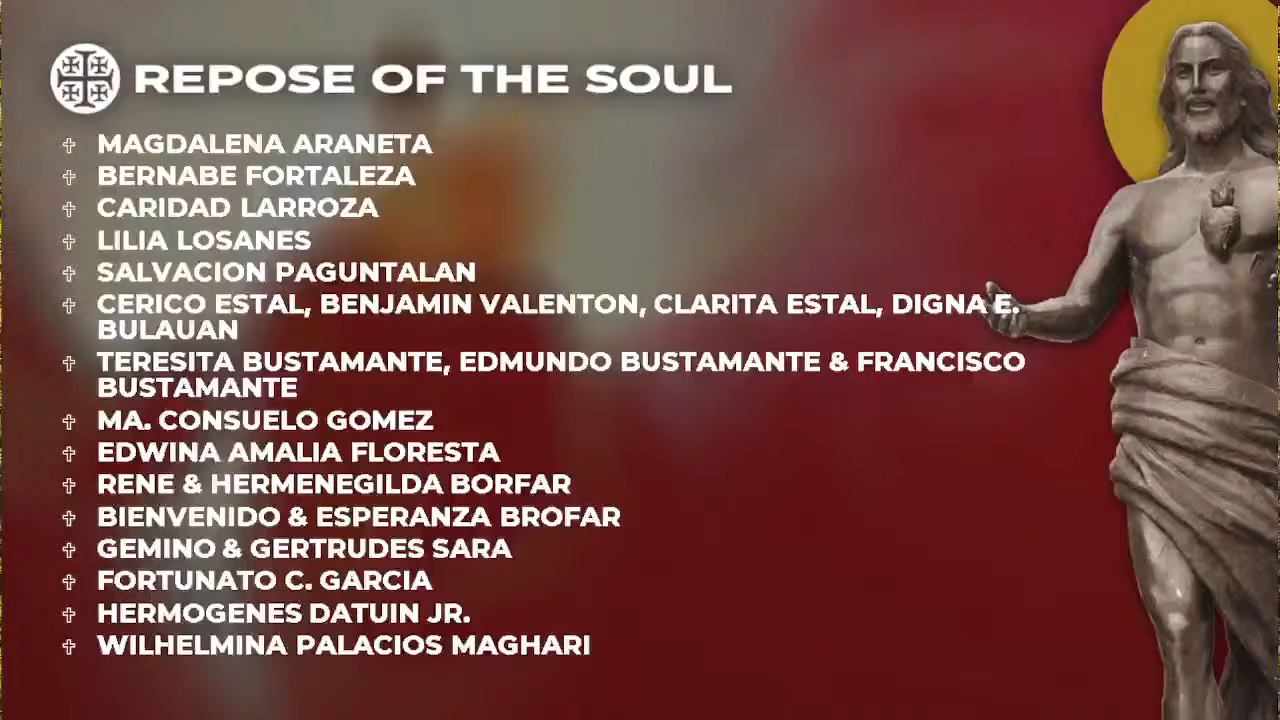 REPOSE OF THE SOUL
MAGDALENA ARANETA
BERNABE FORTALEZA
CARIDAD LARROZA
LILIA LOSANES
SALVACION PAGUNTALAN
CERICO ESTAL, BENJAMIN VALENTON, CLARITA ESTAL, DIGNA E.
BULAUAN
TERESITA BUSTAMANTE, EDMUNDO BUSTAMANTE & FRANCISCO
BUSTAMANTE
MA. CONSUELO GOMEZ
EDWINA AMALIA FLORESTA
RENE & HERMENEGILDA BORFAR
BIENVENIDO & ESPERANZA BROFAR
GEMINO & GERTRUDES SARA
FORTUNATO C. GARCIA
HERMOGENES DATUIN JR.
WILHELMINA PALACIOS MAGHARI